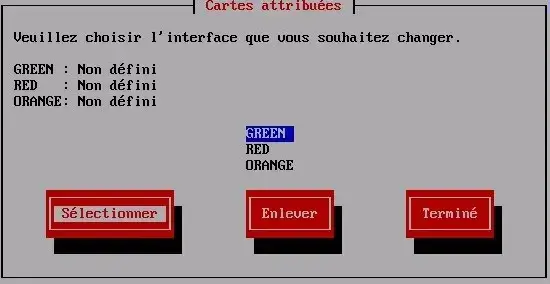 Cartes attribuées
Veuillez choisir l'interface que vous souhaitez changer.
GREEN : Non défini
RED : Non défini
ORANGE: Non défini
GREEN
RED
ORANGE
Sélectionner Enlever Terminé